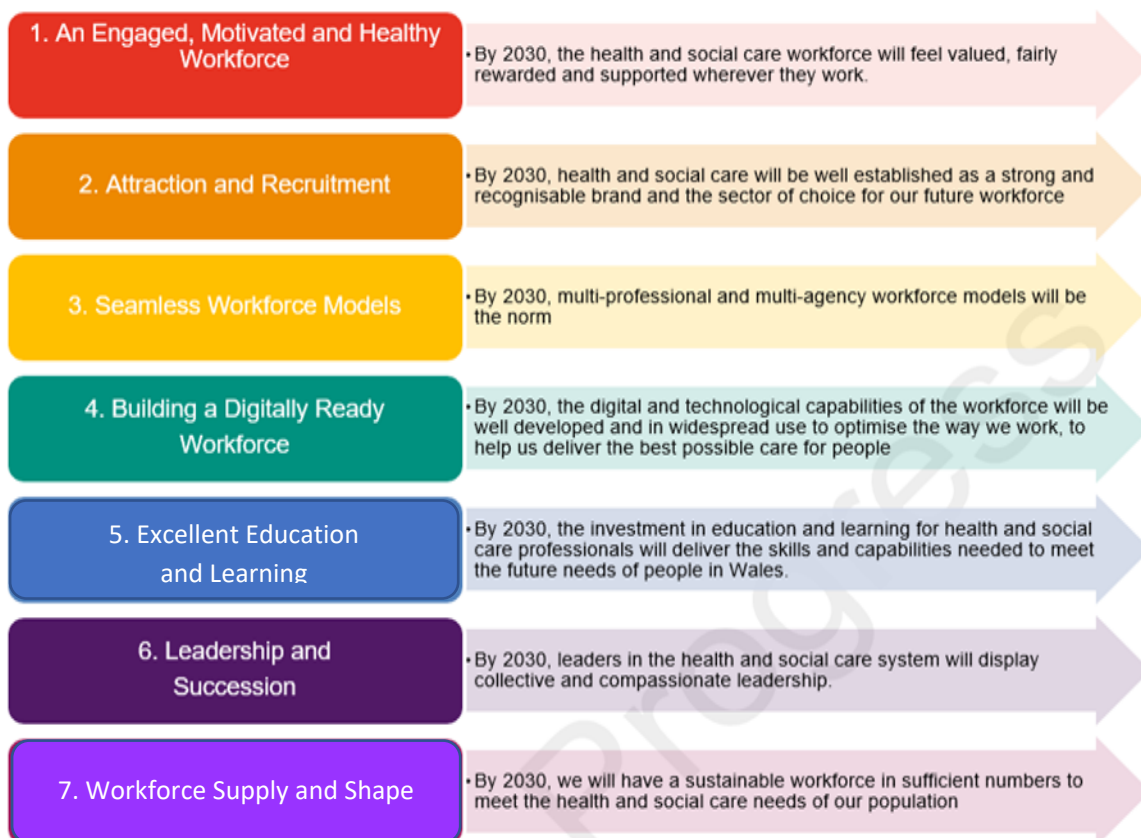 1. An Engaged, Motivated and Healthy
Workforce
• By 2030, the health and social care workforce will feel valued, fairly
rewarded and supported wherever they work.
2. Attraction and Recruitment
• By 2030, health and social care will be well established as a strong and
recognisable brand and the sector of choice for our future workforce
3. Seamless Workforce Models
• By 2030, multi-professional and multi-agency workforce models will be
the norm
4. Building a Digitally Ready
Workforce
• By 2030, the digital and technological capabilities of the workforce will be
well developed and in widespread use to optimise the way we work, to
help us deliver the best possible care for people
5. Excellent Education
and Learning
• By 2030, the investment in education and learning for health and social
care professionals will deliver the skills and capabilities needed to meet
the future needs of people in Wales.
6. Leadership and
Succession
• By 2030, leaders in the health and social care system will display
collective and compassionate leadership.
7. Workforce Supply and Shape
• By 2030, we will have a sustainable workforce in sufficient numbers to
meet the health and social care needs of our population
Progress